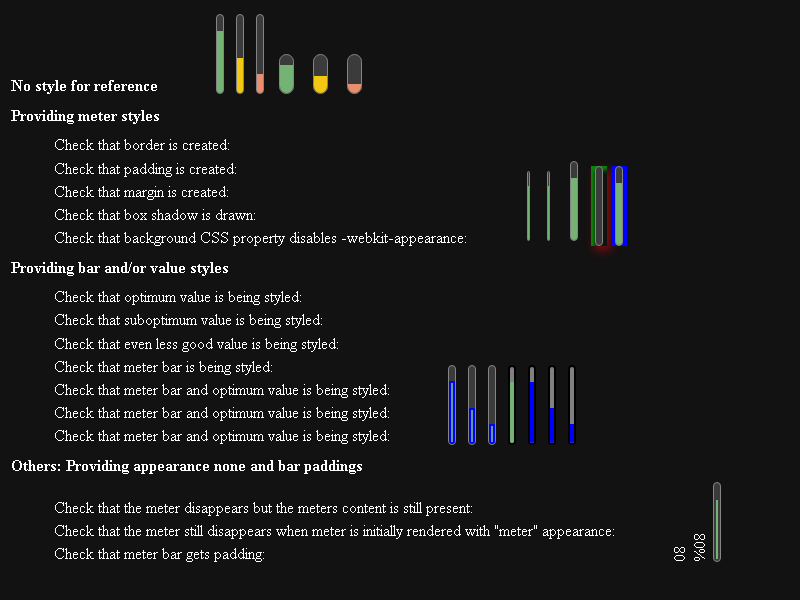 No style for reference
Providing meter styles
Check that border is created:
Check that padding is created:
Check that margin is created:
Check that box shadow is drawn:
Check that background CSS property disables -webkit-appearance:
Providing bar and/or value styles
Check that optimum value is being styled:
Check that suboptimum value is being styled:
Check that even less good value is being styled:
Check that meter bar is being styled:
Check that meter bar and optimum value is being styled:
Check that meter bar and optimum value is being styled:
Check that meter bar and optimum value is being styled:
Others: Providing appearance none and bar paddings
Check that the meter disappears but the meters content is still present:
Check that the meter still disappears when meter is initially rendered with "meter" appearance:
Check that meter bar gets padding:
80
80%